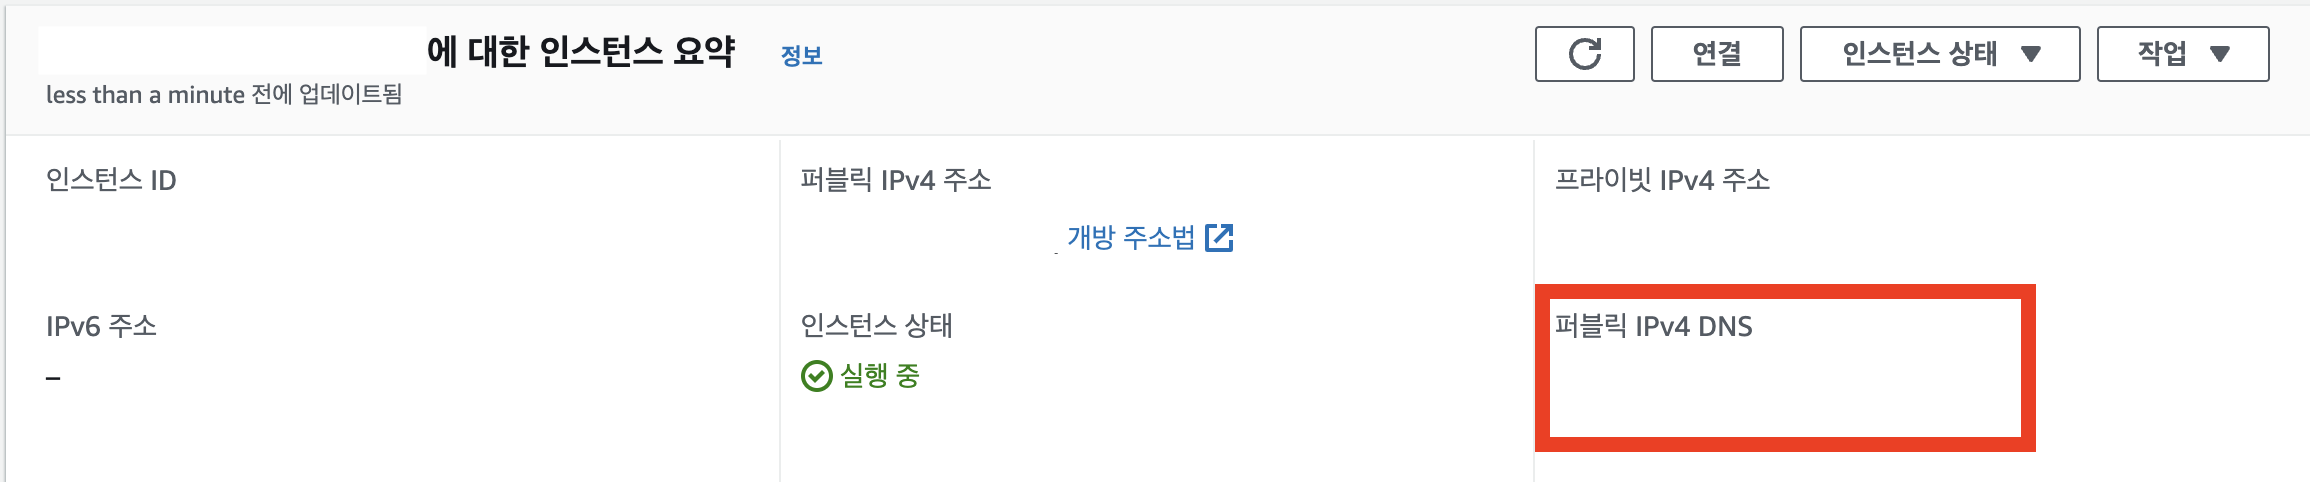 에 대한 인스턴스 요약 정보
less than a minute 전에 업데이트됨
연결
인스턴스 상태
작업
인스턴스 ID
퍼블릭 IPv4 주소
개방 주소법
프라이빗 IPv4 주소
IPv6 주소
–
인스턴스 상태
실행 중
퍼블릭 IPv4 DNS